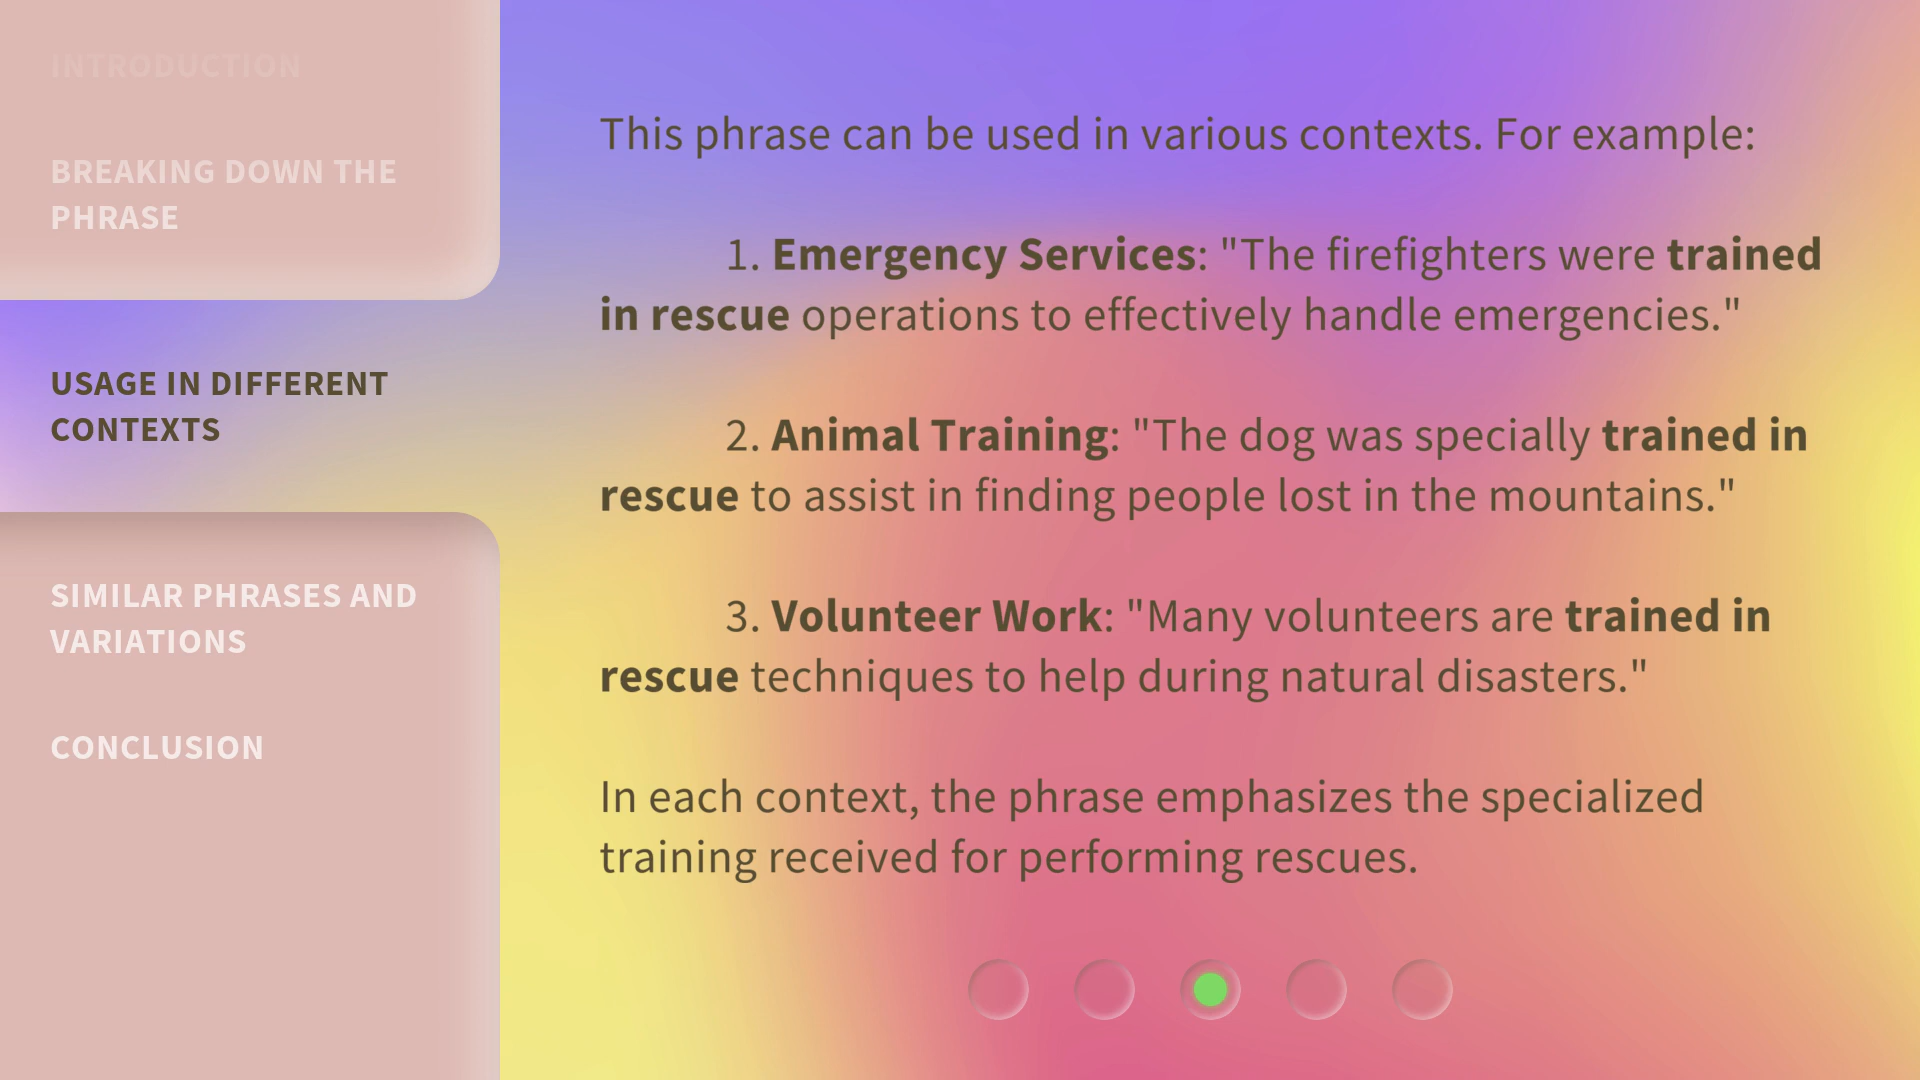 INTRODUCTION
BREAKING DOWN THE
PHRASE
USAGE IN DIFFERENT
CONTEXTS
SIMILAR PHRASES AND
VARIATIONS
CONCLUSION
This phrase can be used in various contexts. For example:
1. Emergency Services: "The firefighters were trained
in rescue operations to effectively handle emergencies."
2. Animal Training: "The dog was specially trained in
rescue to assist in finding people lost in the mountains."
3. Volunteer Work: "Many volunteers are trained in
rescue techniques to help during natural disasters."
In each context, the phrase emphasizes the specialized
training received for performing rescues.